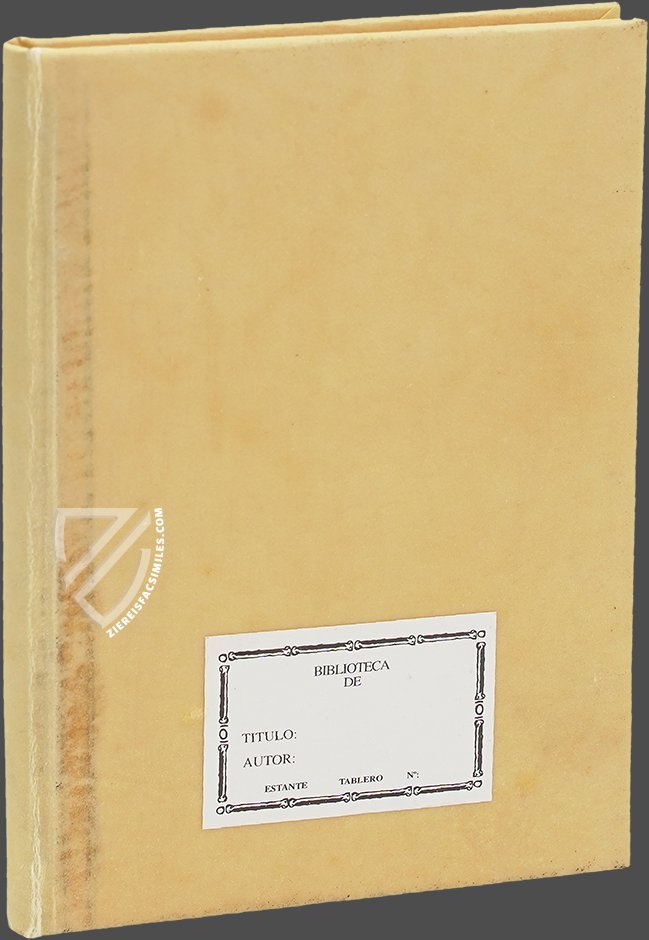 BIBLIOTECA
DE
TITULO:
AUTOR:
ESTANTE TABLERO Nº:
ZIEREISFACSIMILES.COM